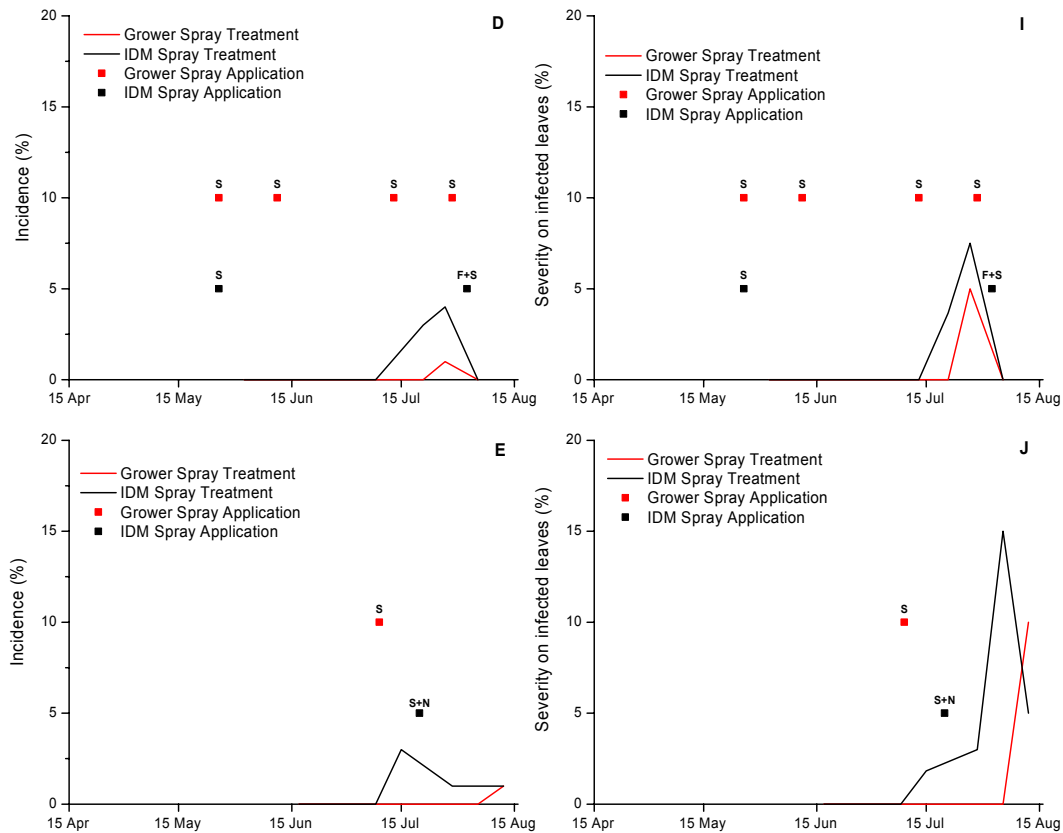 D
Grower Spray Treatment
IDM Spray Treatment
Grower Spray Application
IDM Spray Application
Incidence (%)
20
15
10
5
0
S S S S
S F+S
15 Apr 15 May 15 Jun 15 Jul 15 Aug
I
Grower Spray Treatment
IDM Spray Treatment
Grower Spray Application
IDM Spray Application
Severity on infected leaves (%)
20
15
10
5
0
S S S S
S F+S
15 Apr 15 May 15 Jun 15 Jul 15 Aug
E
Grower Spray Treatment
IDM Spray Treatment
Grower Spray Application
IDM Spray Application
Incidence (%)
20
15
10
5
0
S
S+N
15 Apr 15 May 15 Jun 15 Jul 15 Aug
J
Grower Spray Treatment
IDM Spray Treatment
Grower Spray Application
IDM Spray Application
Severity on infected leaves (%)
20
15
10
5
0
S
S+N
15 Apr 15 May 15 Jun 15 Jul 15 Aug